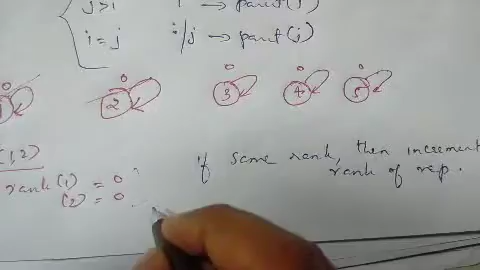 j > i i → parent(j)
i = j i/j → parent(j)
0 0 0 0
1 2 3 4 5
(1,2)
rank(1) = 0
(2) = 0
if same rank, then increment
rank of rep.